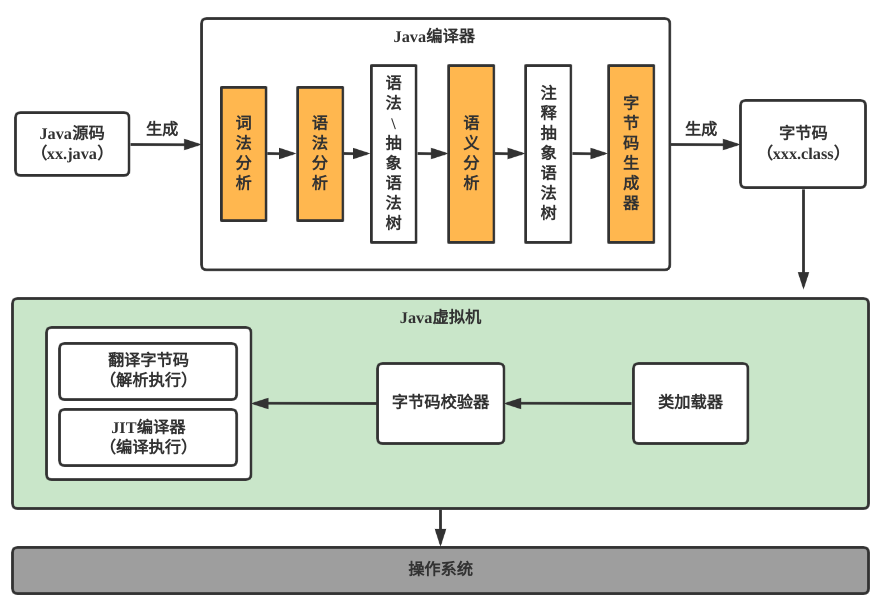 Java编译器
Java源码
（xx.java）
生成
词法分析
语法分析
语法\抽象语法树
语义分析
注释抽象语法树
字节码生成器
生成
字节码
（xxx.class）
Java虚拟机
翻译字节码
（解析执行）
JIT编译器
（编译执行）
字节码校验器
类加载器
操作系统